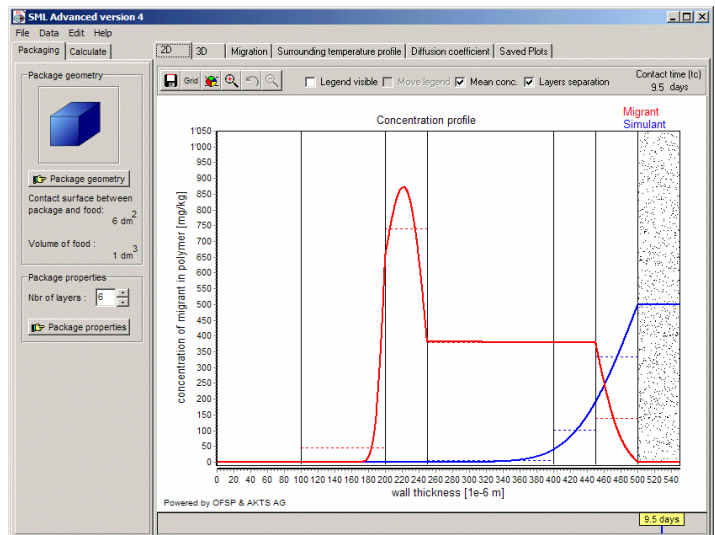 SML Advanced version 4
File Data Edit Help
Packaging Calculate
2D 3D Migration Surrounding temperature profile Diffusion coefficient Saved Plots
Package geometry
Package geometry
Contact surface between
package and food:
6 dm2
Volume of food :
1 dm3
Package properties
Nbr of layers : 6
Package properties
Grid Legend visible Move legend Mean conc. Layers separation
Contact time (tc)
9.5 days
Concentration profile
Migrant
Simulant
concentration of migrant in polymer [mg/kg]
1'050
1'000
950
900
850
800
750
700
650
600
550
500
450
400
350
300
250
200
150
100
50
0
0 20 40 60 80 100 120 140 160 180 200 220 240 260 280 300 320 340 360 380 400 420 440 460 480 500 520 540
wall thickness [1e-6 m]
Powered by OFSP & AKTS AG
9.5 days